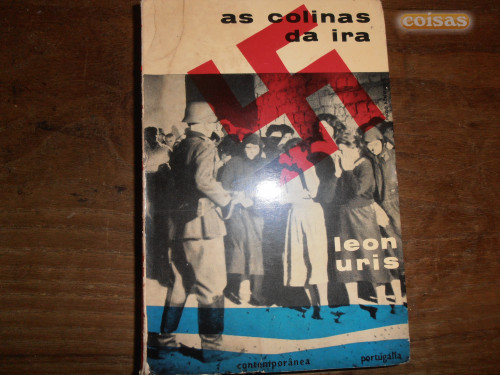 coisas
as colinas
da ira
leon
uris
contemporânea
portugália